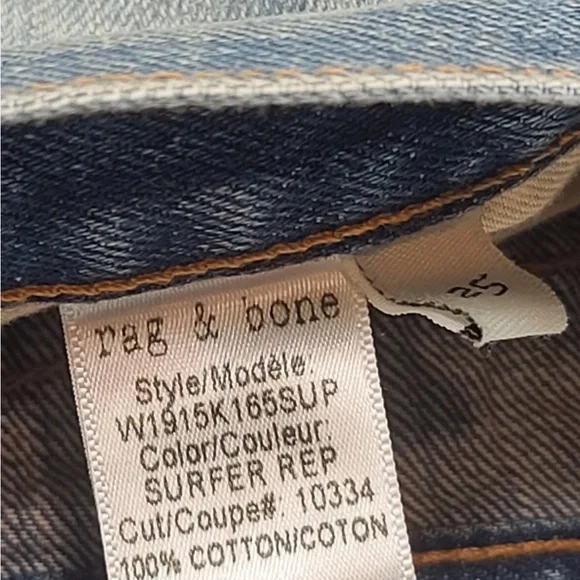 rag & bone
Style/Modèle:
W1915K165SUP
Color/Couleur:
SURFER REP
Cut/Coupe#: 10334
100% COTTON/COTON
25